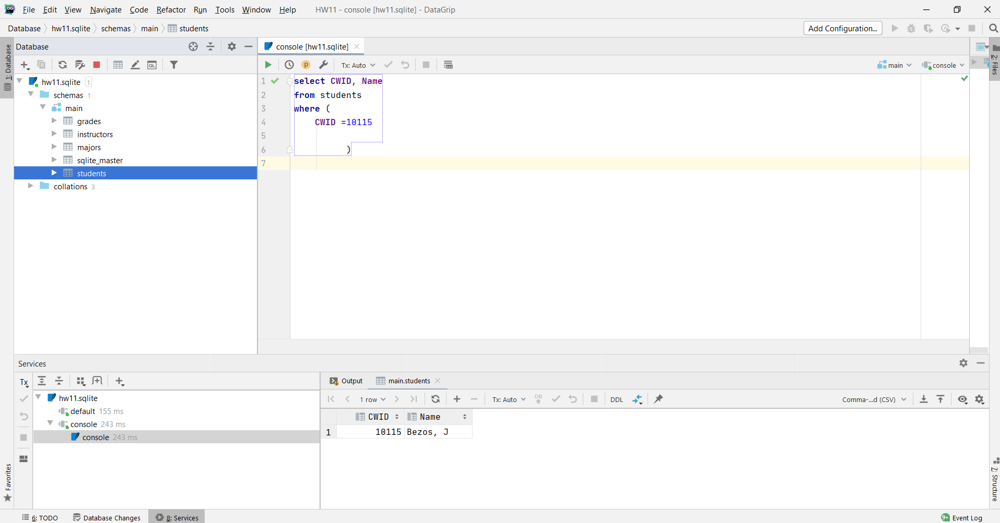 File Edit View Navigate Code Refactor Run Tools Window Help HW11 - console [hw11.sqlite] - DataGrip
Database hw11.sqlite schemas main students Add Configuration...
1: Database
Database
console [hw11.sqlite]
2: Files
QL
p Tx: Auto main console
hw11.sqlite 1
schemas 1
main
grades
instructors
majors
sqlite_master
students
collations 3
1 select CWID, Name
2 from students
3 where (
4 CWID =10115
5
6 )
7
Services
Tx
hw11.sqlite
default 155 ms
console 243 ms
console 243 ms
Output main.students
1 row Tx: Auto DB DDL Comma-...d (CSV)
CWID Name
1 10115 Bezos, J
Favorites
7: Structure
6: TODO Database Changes 8: Services 9+ Event Log